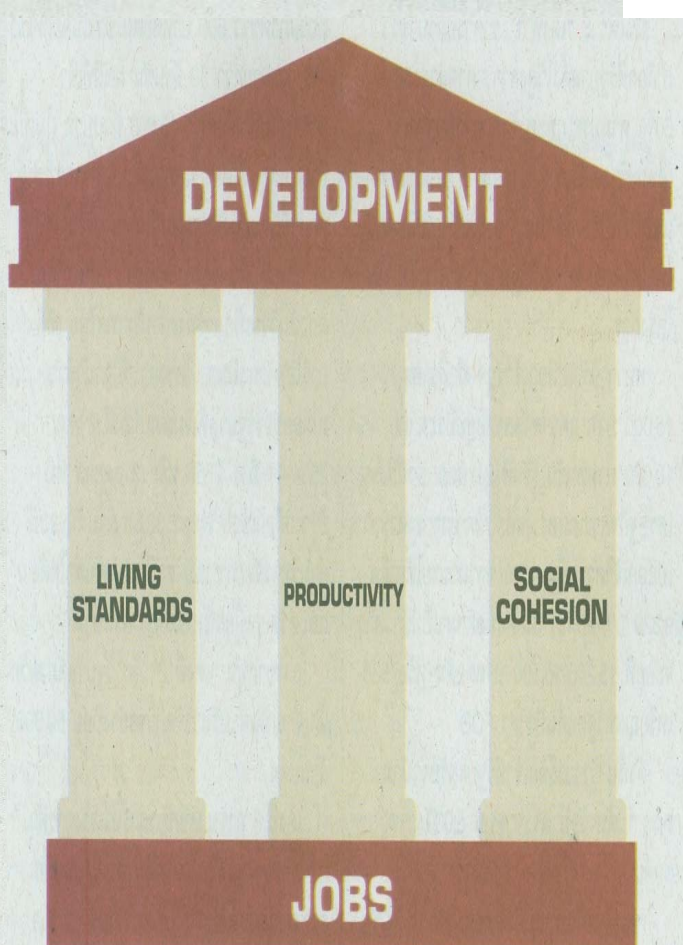 DEVELOPMENT
LIVING
STANDARDS
PRODUCTIVITY
SOCIAL
COHESION
JOBS